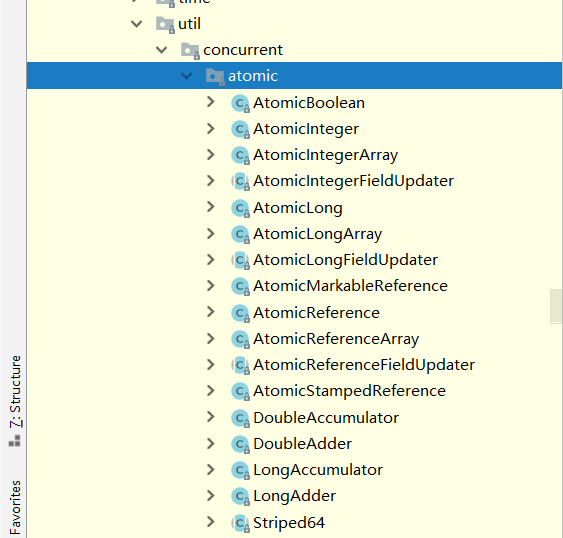 time
util
concurrent
atomic
AtomicBoolean
AtomicInteger
AtomicIntegerArray
AtomicIntegerFieldUpdater
AtomicLong
AtomicLongArray
AtomicLongFieldUpdater
AtomicMarkableReference
AtomicReference
AtomicReferenceArray
AtomicReferenceFieldUpdater
AtomicStampedReference
DoubleAccumulator
DoubleAdder
LongAccumulator
LongAdder
Striped64
7: Structure
Favorites